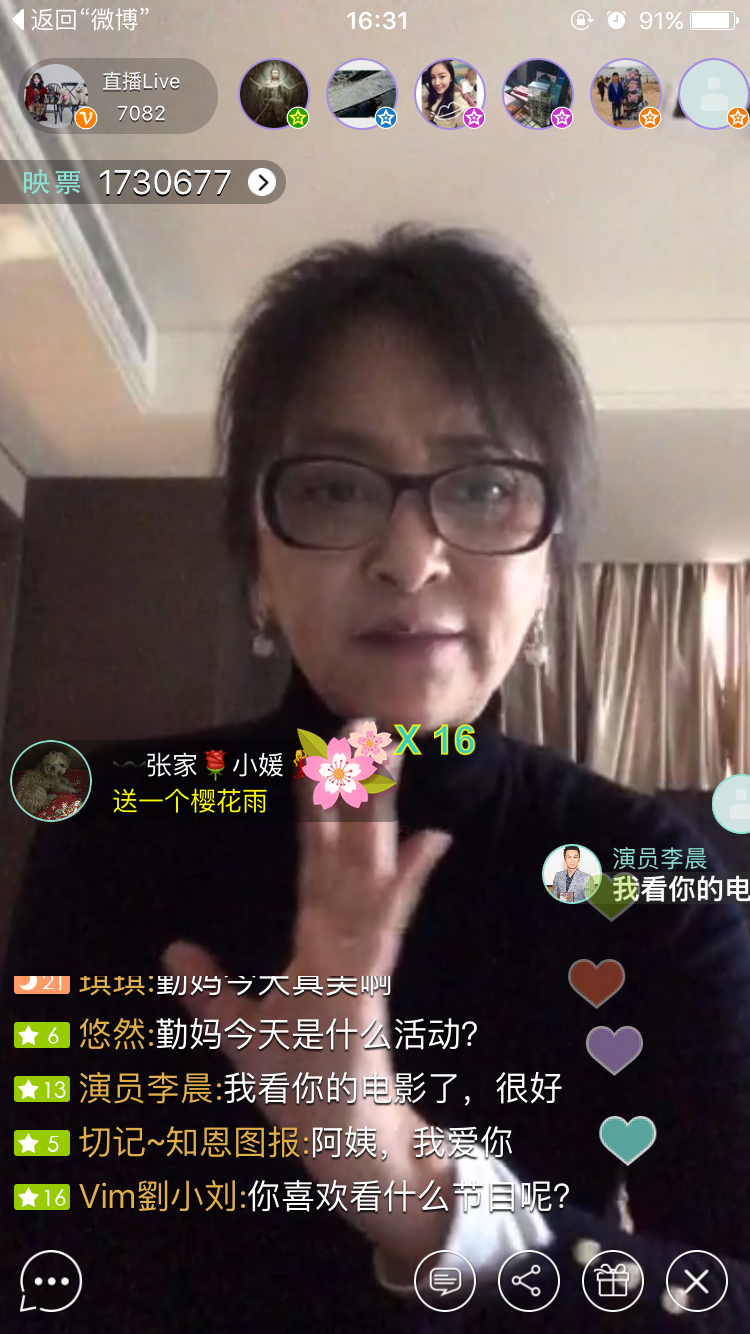 返回“微博”
16:31
91%
直播Live
7082
映票 1730677
X 16
张家🌹小媛
送一个樱花雨
演员李晨
我看你的电
21 琪琪:勤妈今天真美啊
6 悠然:勤妈今天是什么活动?
13 演员李晨:我看你的电影了，很好
5 切记~知恩图报:阿姨，我爱你
16 Vim劉小刘:你喜欢看什么节目呢?